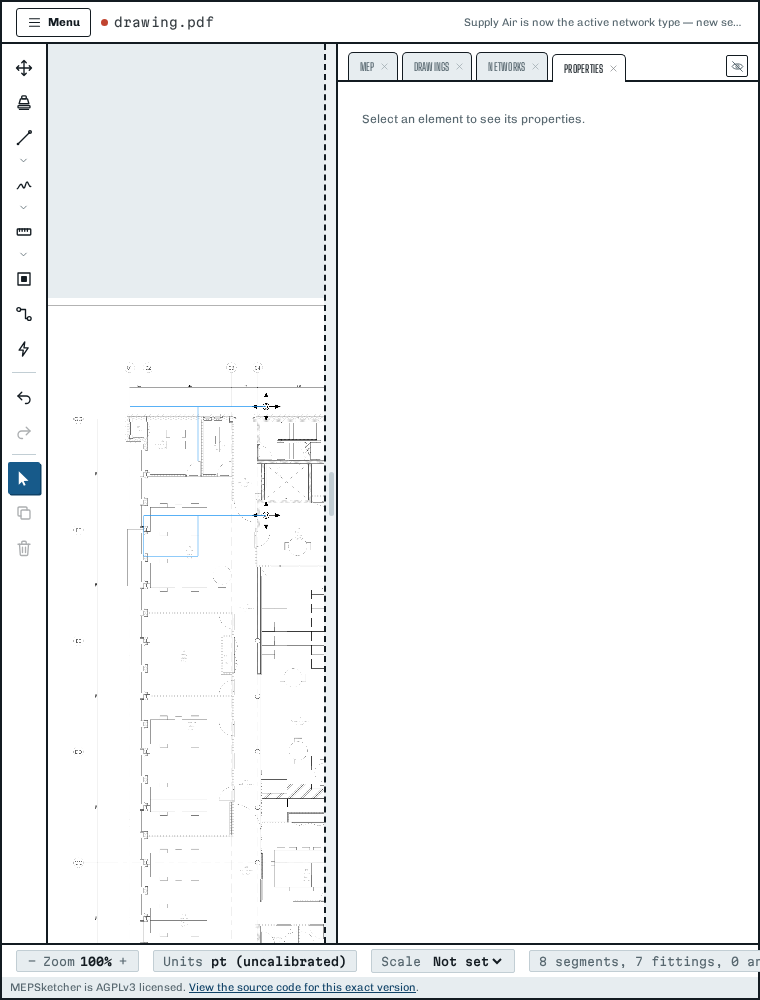 Menu
drawing.pdf
Supply Air is now the active network type — new se...
MEP
DRAWINGS
NETWORKS
PROPERTIES
Select an element to see its properties.
− Zoom 100% +
Units pt (uncalibrated)
Scale Not set
8 segments, 7 fittings, 0 ar
MEPSketcher is AGPLv3 licensed. View the source code for this exact version.